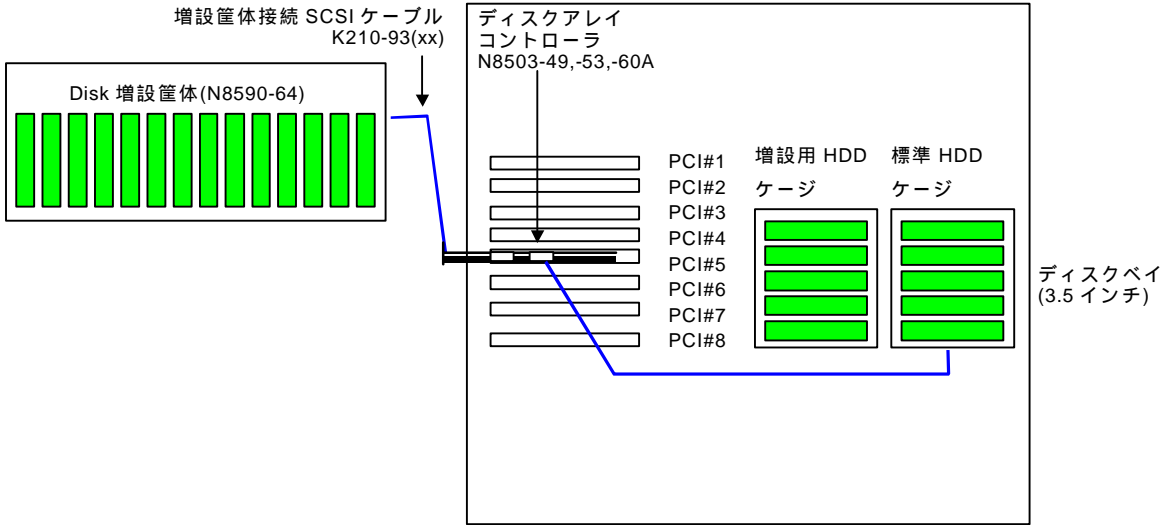 増設筐体接続 SCSI ケーブル
K210-93(xx)
ディスクアレイ
コントローラ
N8503-49,-53,-60A
Disk 増設筐体(N8590-64)
PCI#1
PCI#2
PCI#3
PCI#4
PCI#5
PCI#6
PCI#7
PCI#8
増設用 HDD
ケージ
標準 HDD
ケージ
ディスクベイ
(3.5 インチ)